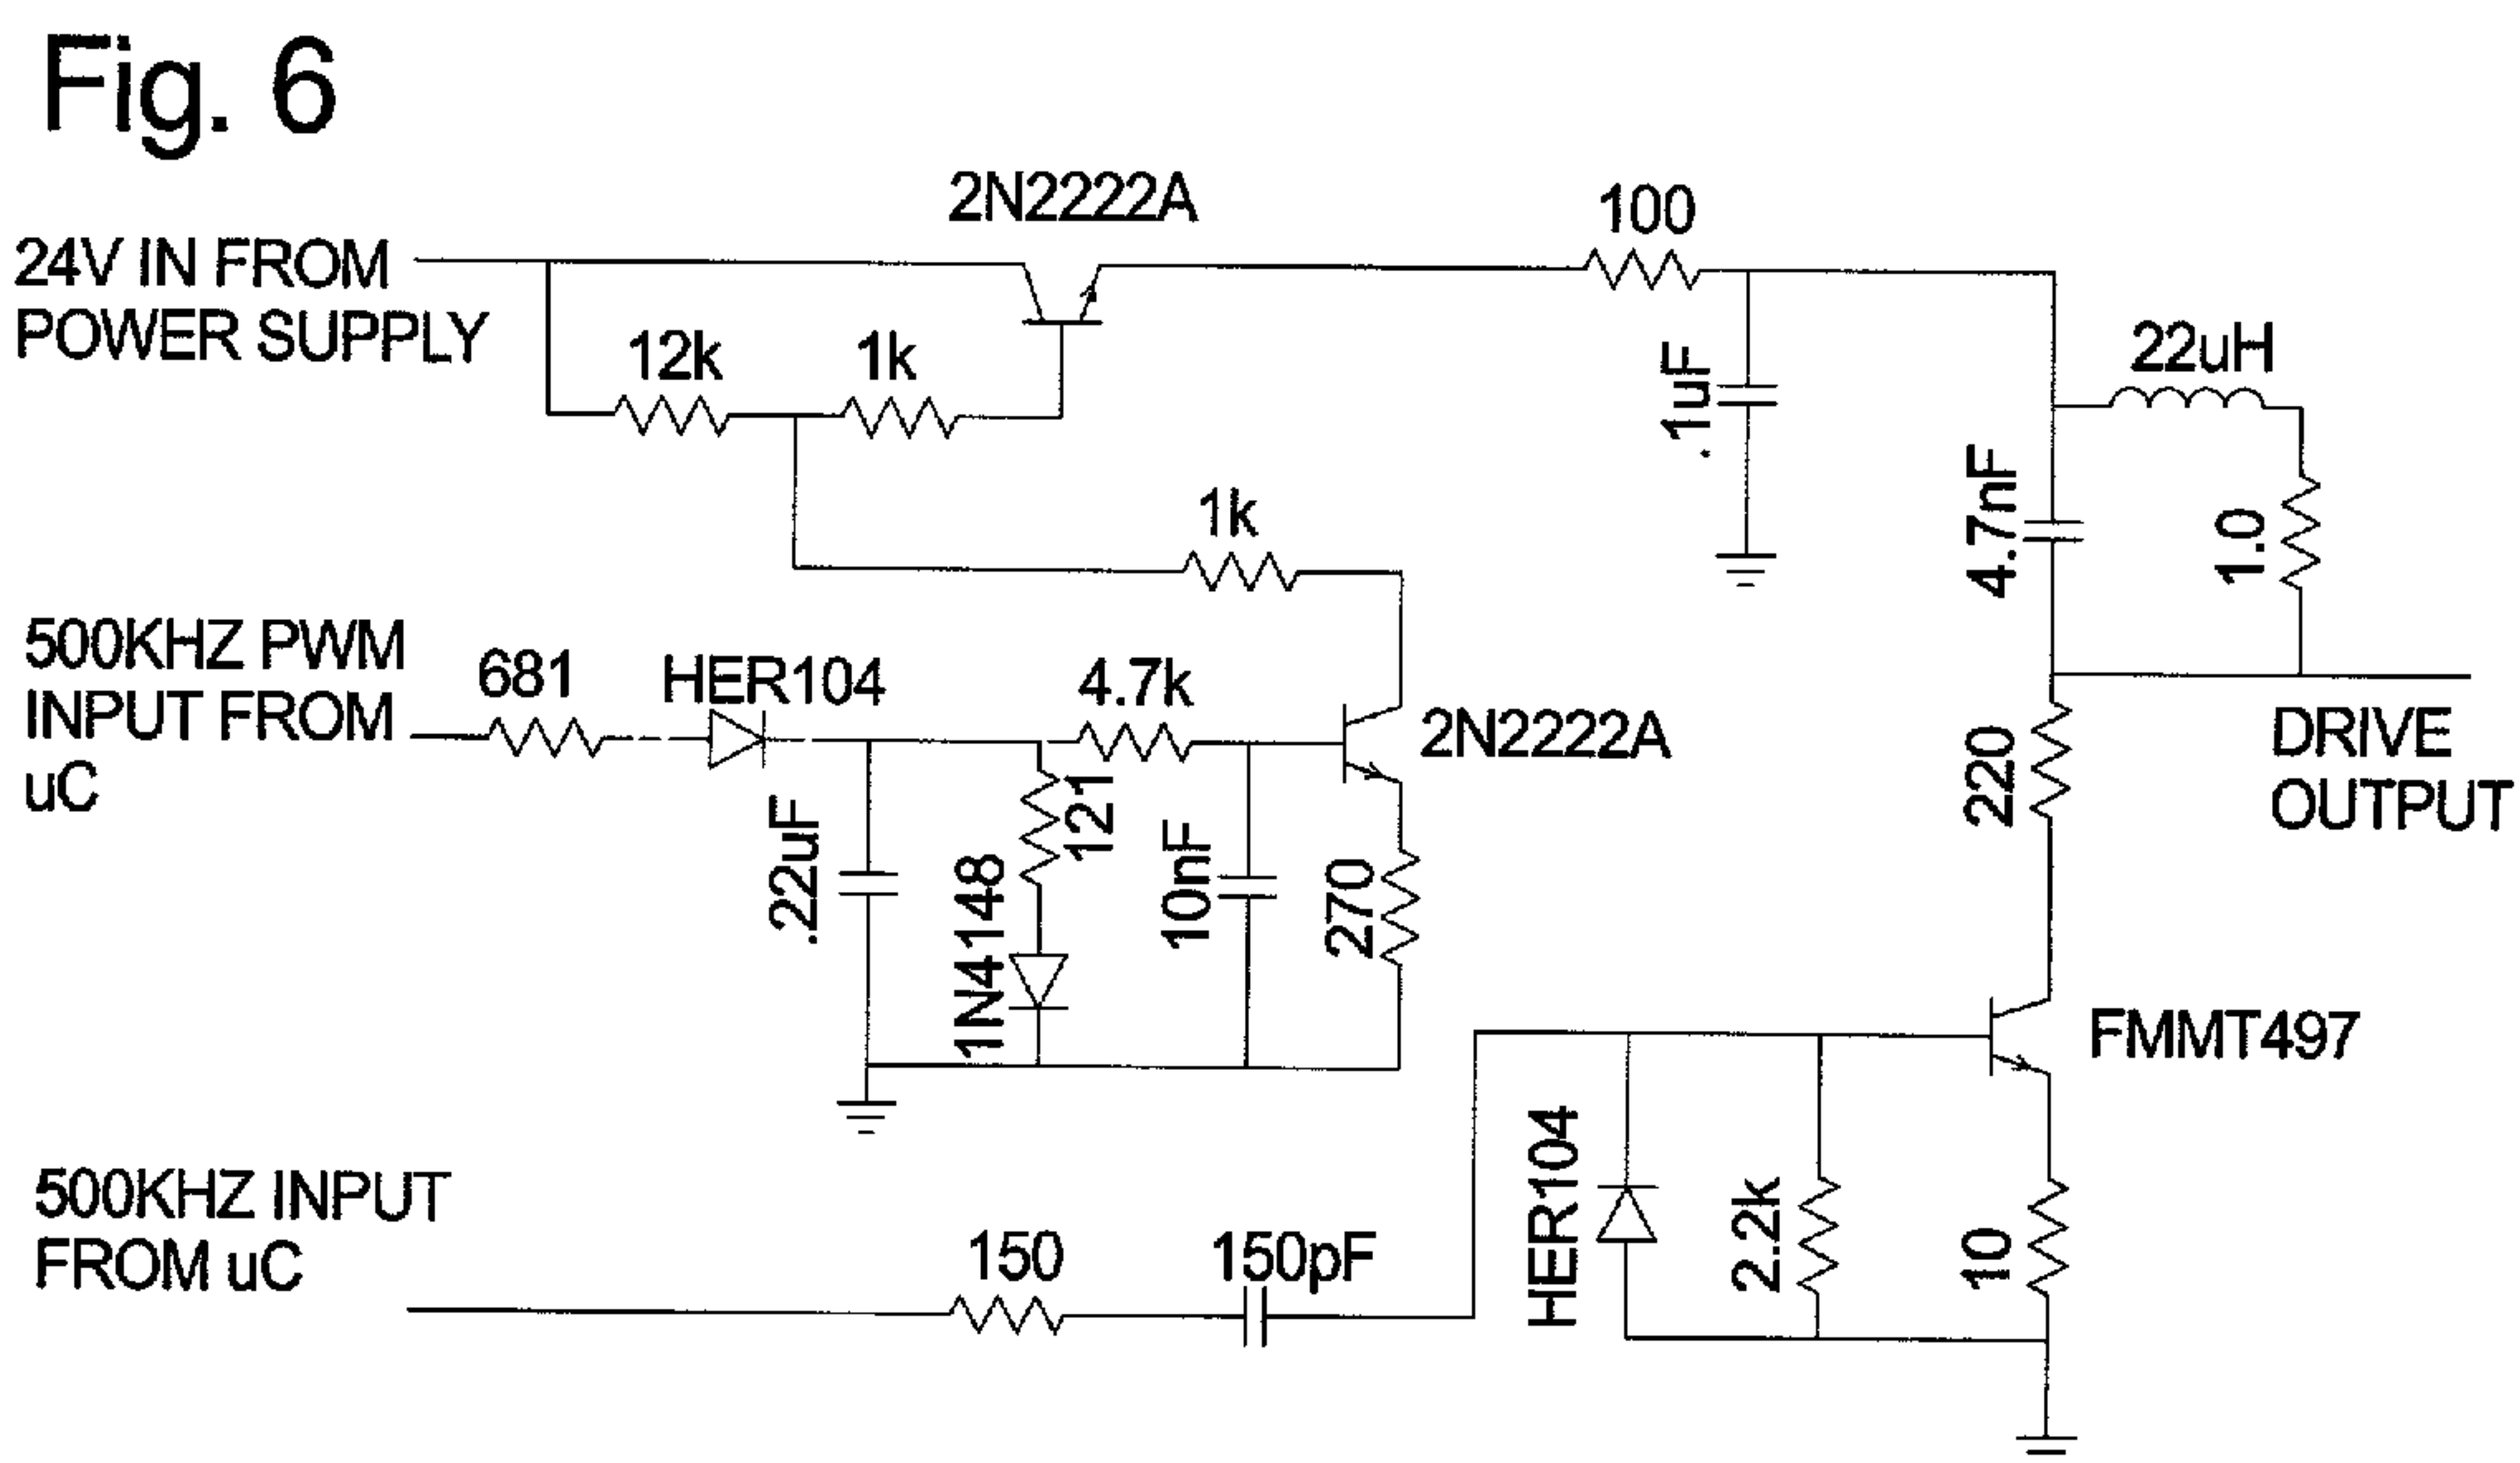 Fig. 6
2N2222A
100
24V IN FROM
POWER SUPPLY
12k
1k
.1uF
22uH
1k
4.7nF
1.0
500KHZ PWM
INPUT FROM
uC
681
HER104
4.7k
2N2222A
220
DRIVE
OUTPUT
.22uF
121
1N4148
10nF
270
FMMT497
500KHZ INPUT
FROM uC
150
150pF
HER104
2.2k
10